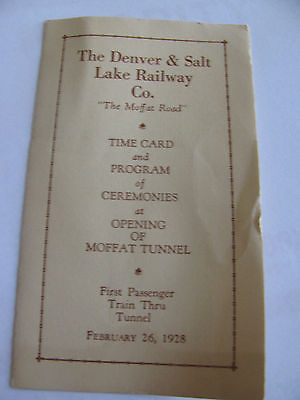 The Denver & Salt
Lake Railway
Co.
"The Moffat Road"
TIME CARD
and
PROGRAM
of
CEREMONIES
at
OPENING
OF
MOFFAT TUNNEL
First Passenger
Train Thru
Tunnel
FEBRUARY 26, 1928